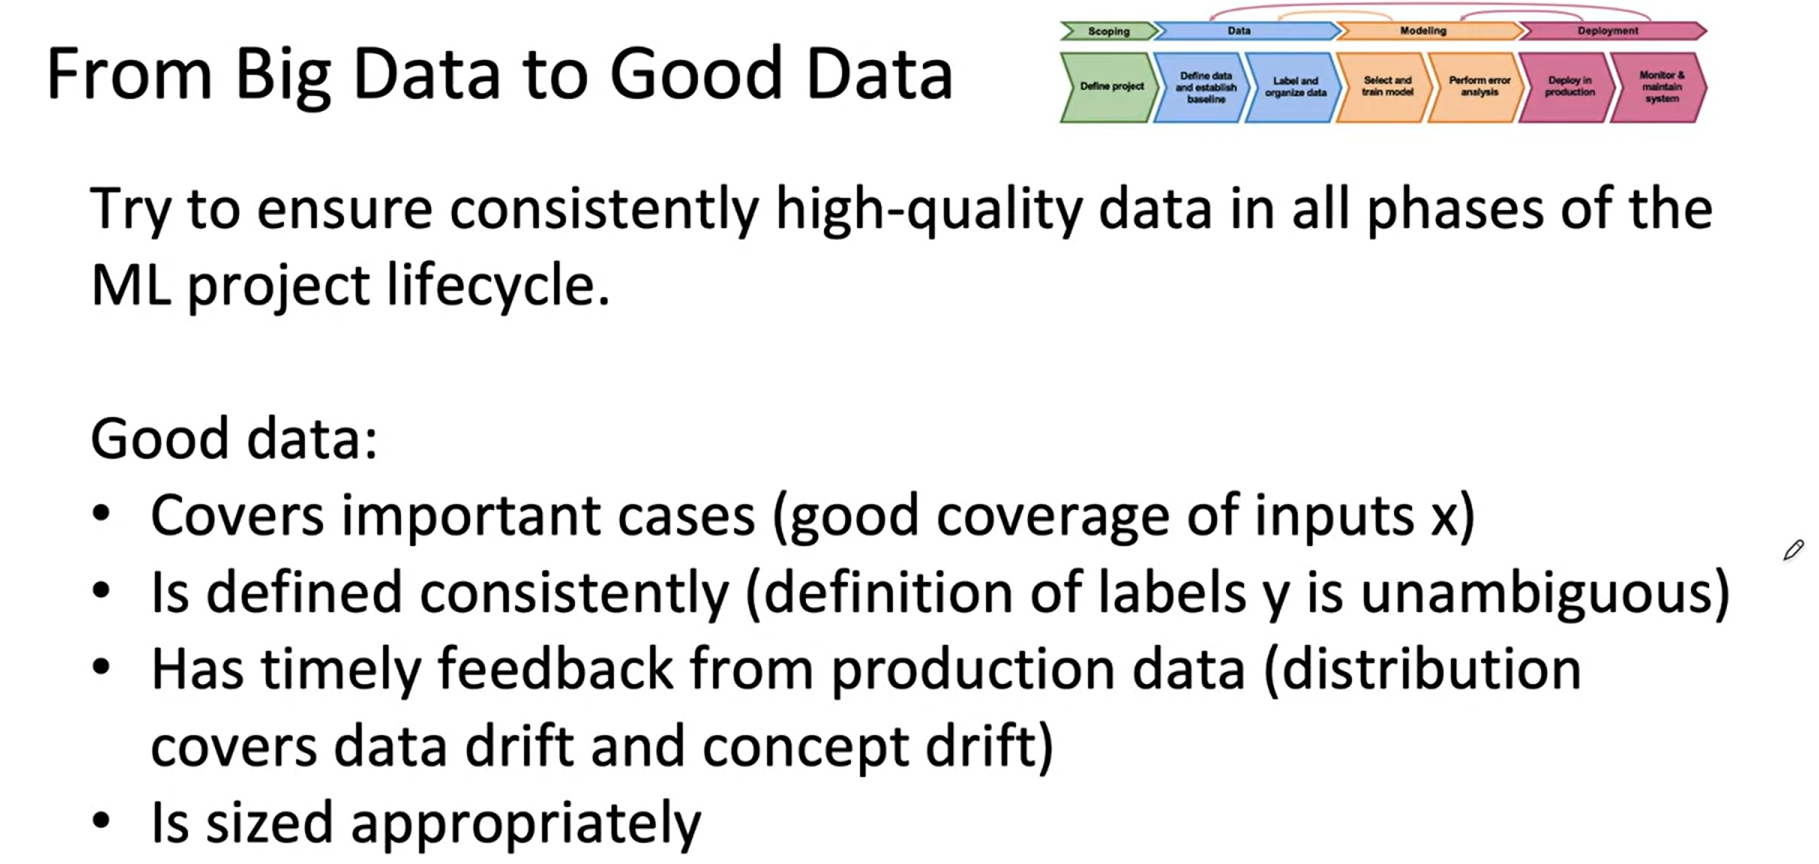 From Big Data to Good Data
Scoping
Data
Modeling
Deployment
Define project
Define data
and establish
baseline
Label and
organize data
Select and
train model
Perform error
analysis
Deploy in
production
Monitor &
maintain
system
Try to ensure consistently high-quality data in all phases of the
ML project lifecycle.
Good data:
• Covers important cases (good coverage of inputs x)
• Is defined consistently (definition of labels y is unambiguous)
• Has timely feedback from production data (distribution
covers data drift and concept drift)
• Is sized appropriately